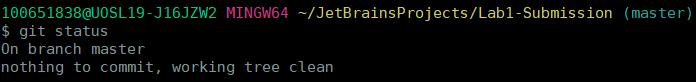 100651838@UOSL19-J16JZW2 MINGW64 ~/JetBrainsProjects/Lab1-Submission (master)
$ git status
On branch master
nothing to commit, working tree clean